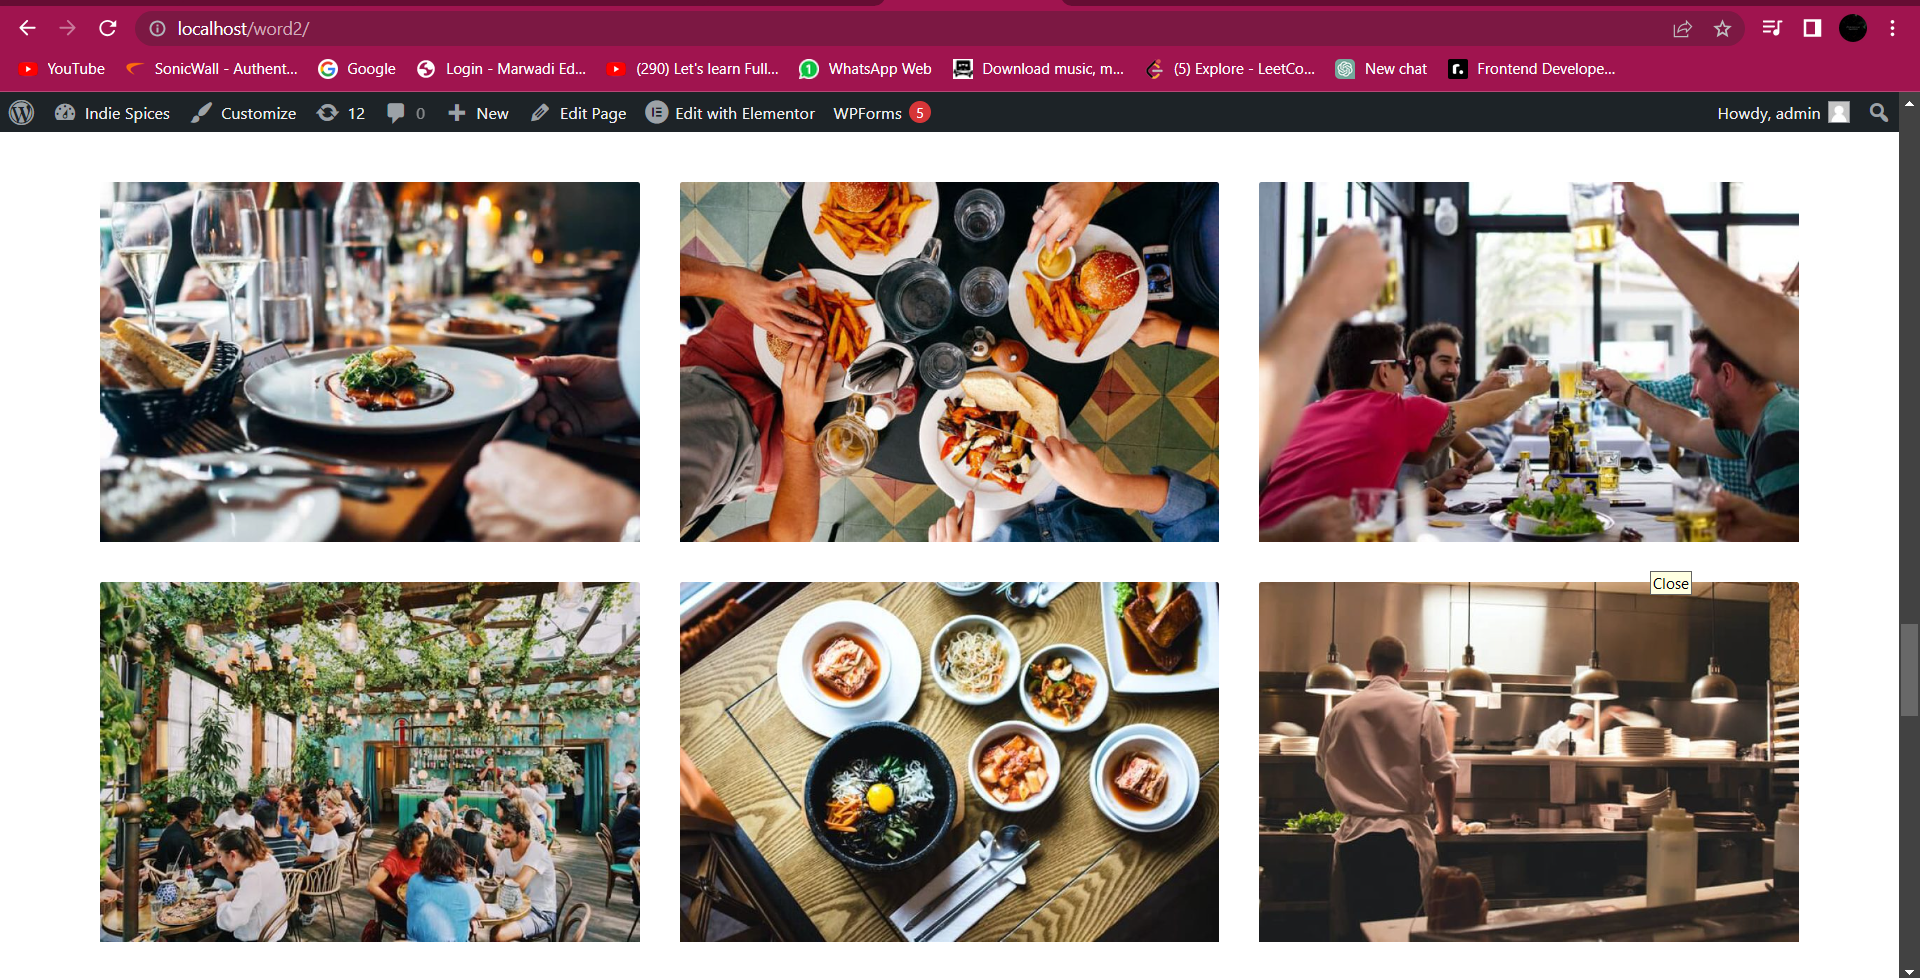 localhost/word2/
YouTube SonicWall - Authent... Google Login - Marwadi Ed... (290) Let's learn Full... WhatsApp Web Download music, m... (5) Explore - LeetCo... New chat Frontend Develope...
Indie Spices Customize 12 0 New Edit Page Edit with Elementor WPForms 5 Howdy, admin
Close